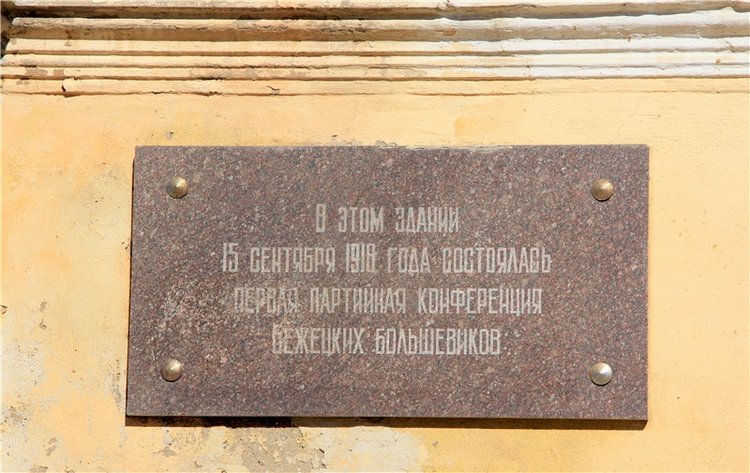 В ЭТОМ ЗДАНИИ
15 СЕНТЯБРЯ 1918 ГОДА СОСТОЯЛАСЬ
ПЕРВАЯ ПАРТИЙНАЯ КОНФЕРЕНЦИЯ
БЕЖЕЦКИХ БОЛЬШЕВИКОВ